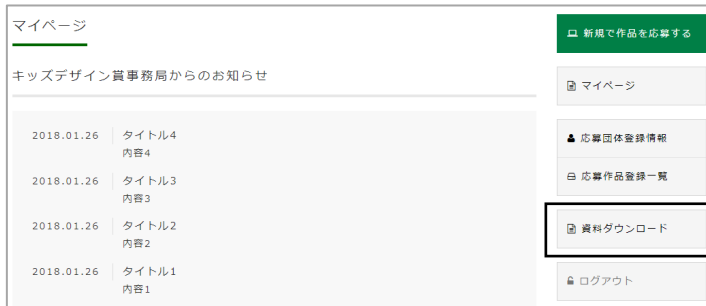 マイページ
キッズデザイン賞事務局からのお知らせ
2018.01.26 タイトル4
内容4
2018.01.26 タイトル3
内容3
2018.01.26 タイトル2
内容2
2018.01.26 タイトル1
内容1
新規で作品を応募する
マイページ
応募団体登録情報
応募作品登録一覧
資料ダウンロード
ログアウト